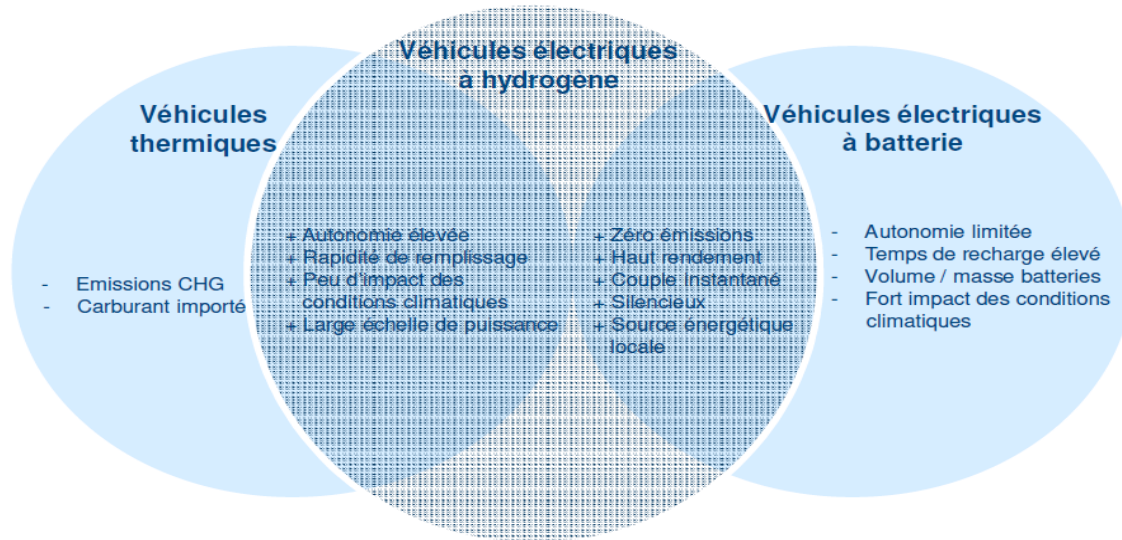 Véhicules électriques
à hydrogène
Véhicules
thermiques
Véhicules électriques
à batterie
- Emissions CHG
- Carburant importé
+ Autonomie élevée
+ Rapidité de remplissage
+ Peu d'impact des
conditions climatiques
+ Large échelle de puissance
+ Zéro émissions
+ Haut rendement
+ Couple instantané
+ Silencieux
+ Source énergétique
locale
- Autonomie limitée
- Temps de recharge élevé
- Volume / masse batteries
- Fort impact des conditions
climatiques